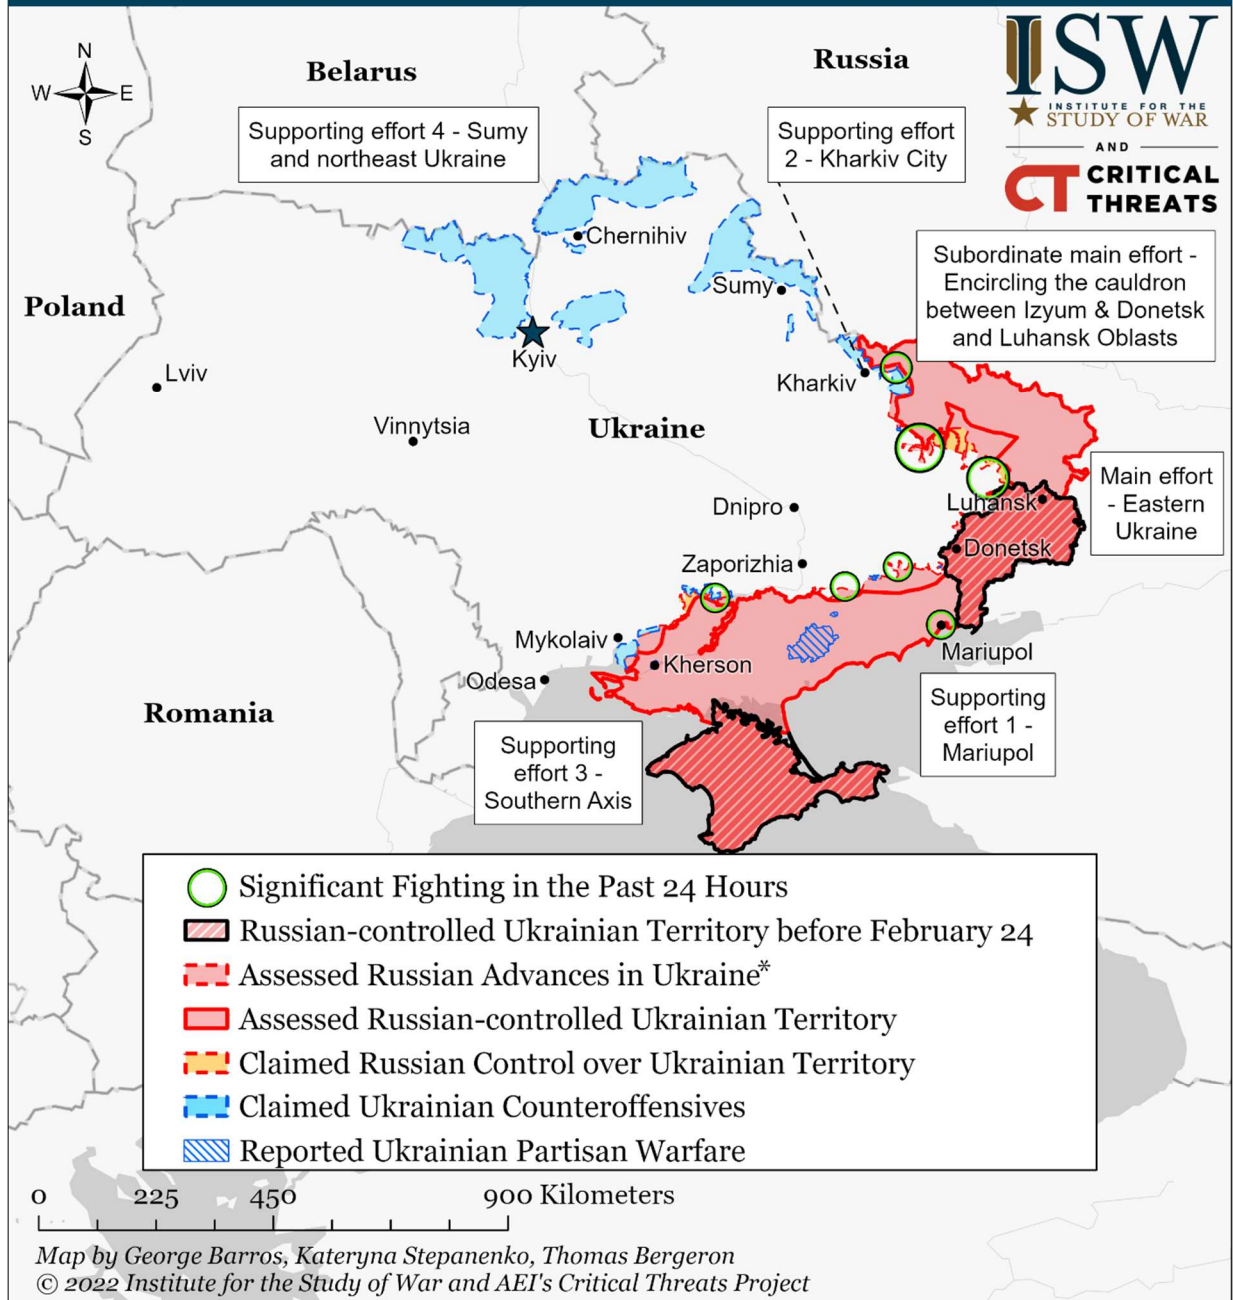 N
W E
S
Belarus
Russia
ISW
INSTITUTE FOR THE
STUDY OF WAR
AND
CT CRITICAL
THREATS
Supporting effort 4 - Sumy
and northeast Ukraine
Supporting effort
2 - Kharkiv City
Subordinate main effort -
Encircling the cauldron
between Izyum & Donetsk
and Luhansk Oblasts
Chernihiv
Sumy
Poland
Kyiv
Lviv
Kharkiv
Vinnytsia
Ukraine
Main effort
- Eastern
Ukraine
Luhansk
Dnipro
Donetsk
Zaporizhia
Mykolaiv
Mariupol
Kherson
Odesa
Romania
Supporting
effort 1 -
Mariupol
Supporting
effort 3 -
Southern Axis
Significant Fighting in the Past 24 Hours
Russian-controlled Ukrainian Territory before February 24
Assessed Russian Advances in Ukraine*
Assessed Russian-controlled Ukrainian Territory
Claimed Russian Control over Ukrainian Territory
Claimed Ukrainian Counteroffensives
Reported Ukrainian Partisan Warfare
0 225 450 900 Kilometers
Map by George Barros, Kateryna Stepanenko, Thomas Bergeron
© 2022 Institute for the Study of War and AEI's Critical Threats Project